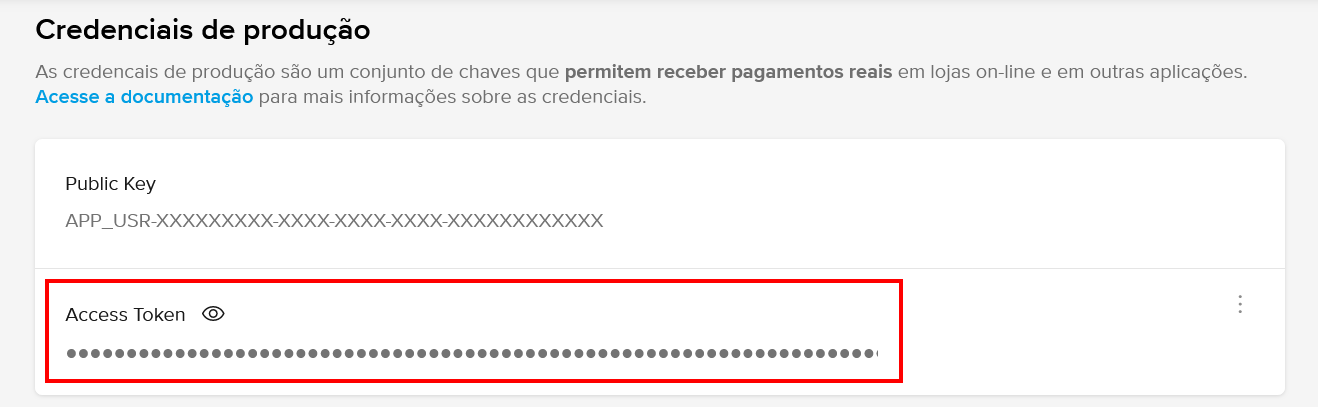 Credenciais de produção
As credencais de produção são um conjunto de chaves que permitem receber pagamentos reais em lojas on-line e em outras aplicações.
Acesse a documentação para mais informações sobre as credenciais.
Public Key
APP_USR-XXXXXXXXX-XXXX-XXXX-XXXX-XXXXXXXXXXXX
Access Token